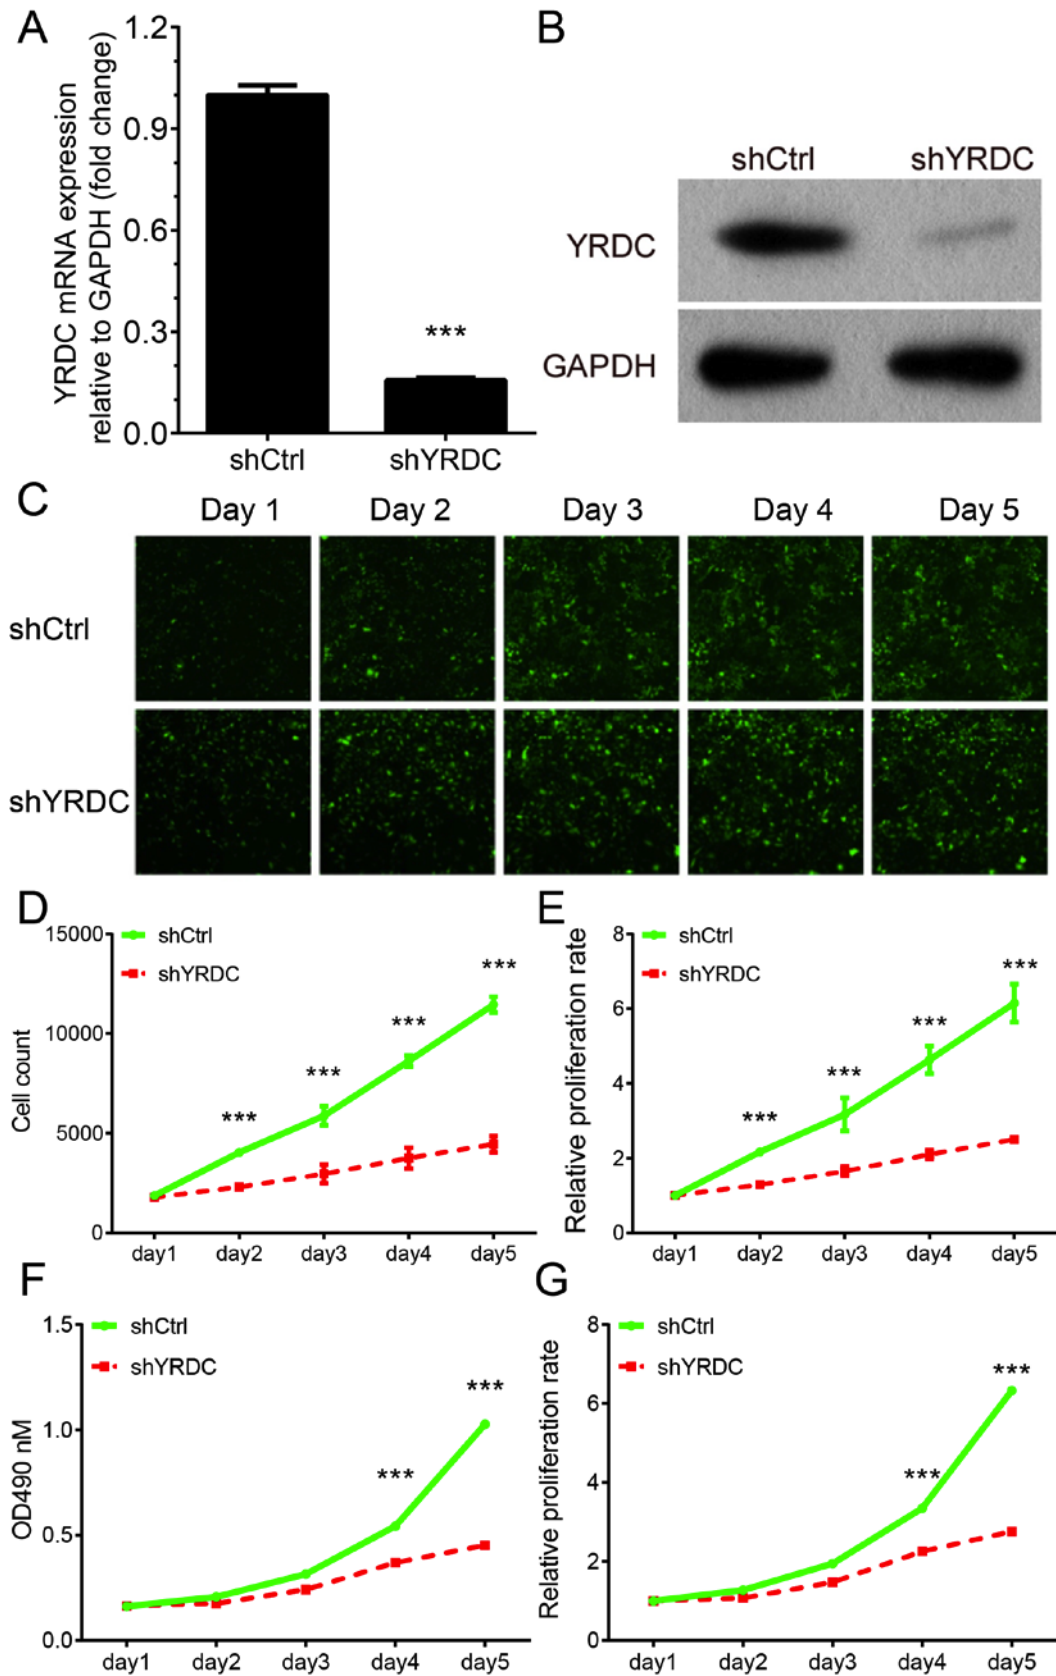 A
YRDC mRNA expression
relative to GAPDH (fold change)
1.2
0.9
0.6
0.3
0.0
***
shCtrl
shYRDC
B
shCtrl
shYRDC
YRDC
GAPDH
C
Day 1
Day 2
Day 3
Day 4
Day 5
shCtrl
shYRDC
D
Cell count
15000
10000
5000
0
shCtrl
shYRDC
***
***
***
***
day1
day2
day3
day4
day5
E
Relative proliferation rate
8
6
4
2
0
shCtrl
shYRDC
***
***
***
***
day1
day2
day3
day4
day5
F
OD490 nM
1.5
1.0
0.5
0.0
shCtrl
shYRDC
***
***
day1
day2
day3
day4
day5
G
Relative proliferation rate
8
6
4
2
0
shCtrl
shYRDC
***
***
day1
day2
day3
day4
day5